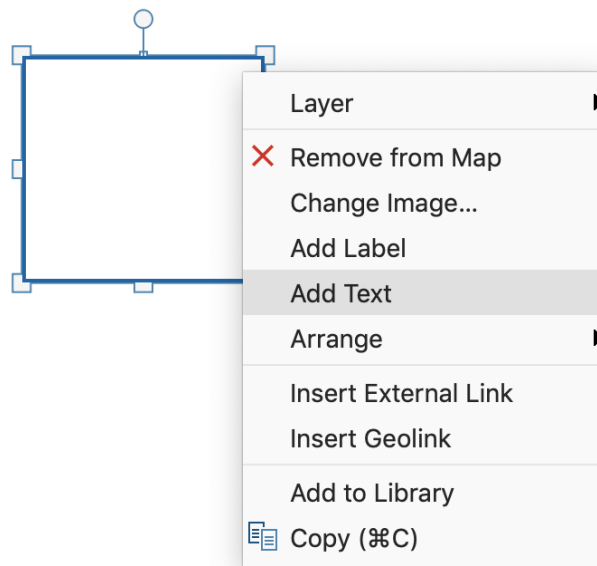 Layer
Remove from Map
Change Image...
Add Label
Add Text
Arrange
Insert External Link
Insert Geolink
Add to Library
Copy (⌘C)